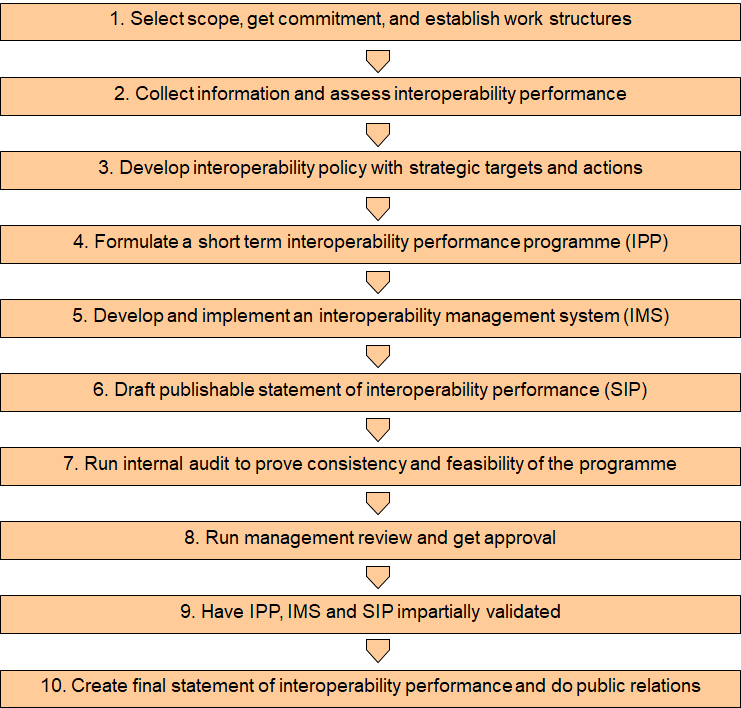 1. Select scope, get commitment, and establish work structures
2. Collect information and assess interoperability performance
3. Develop interoperability policy with strategic targets and actions
4. Formulate a short term interoperability performance programme (IPP)
5. Develop and implement an interoperability management system (IMS)
6. Draft publishable statement of interoperability performance (SIP)
7. Run internal audit to prove consistency and feasibility of the programme
8. Run management review and get approval
9. Have IPP, IMS and SIP impartially validated
10. Create final statement of interoperability performance and do public relations